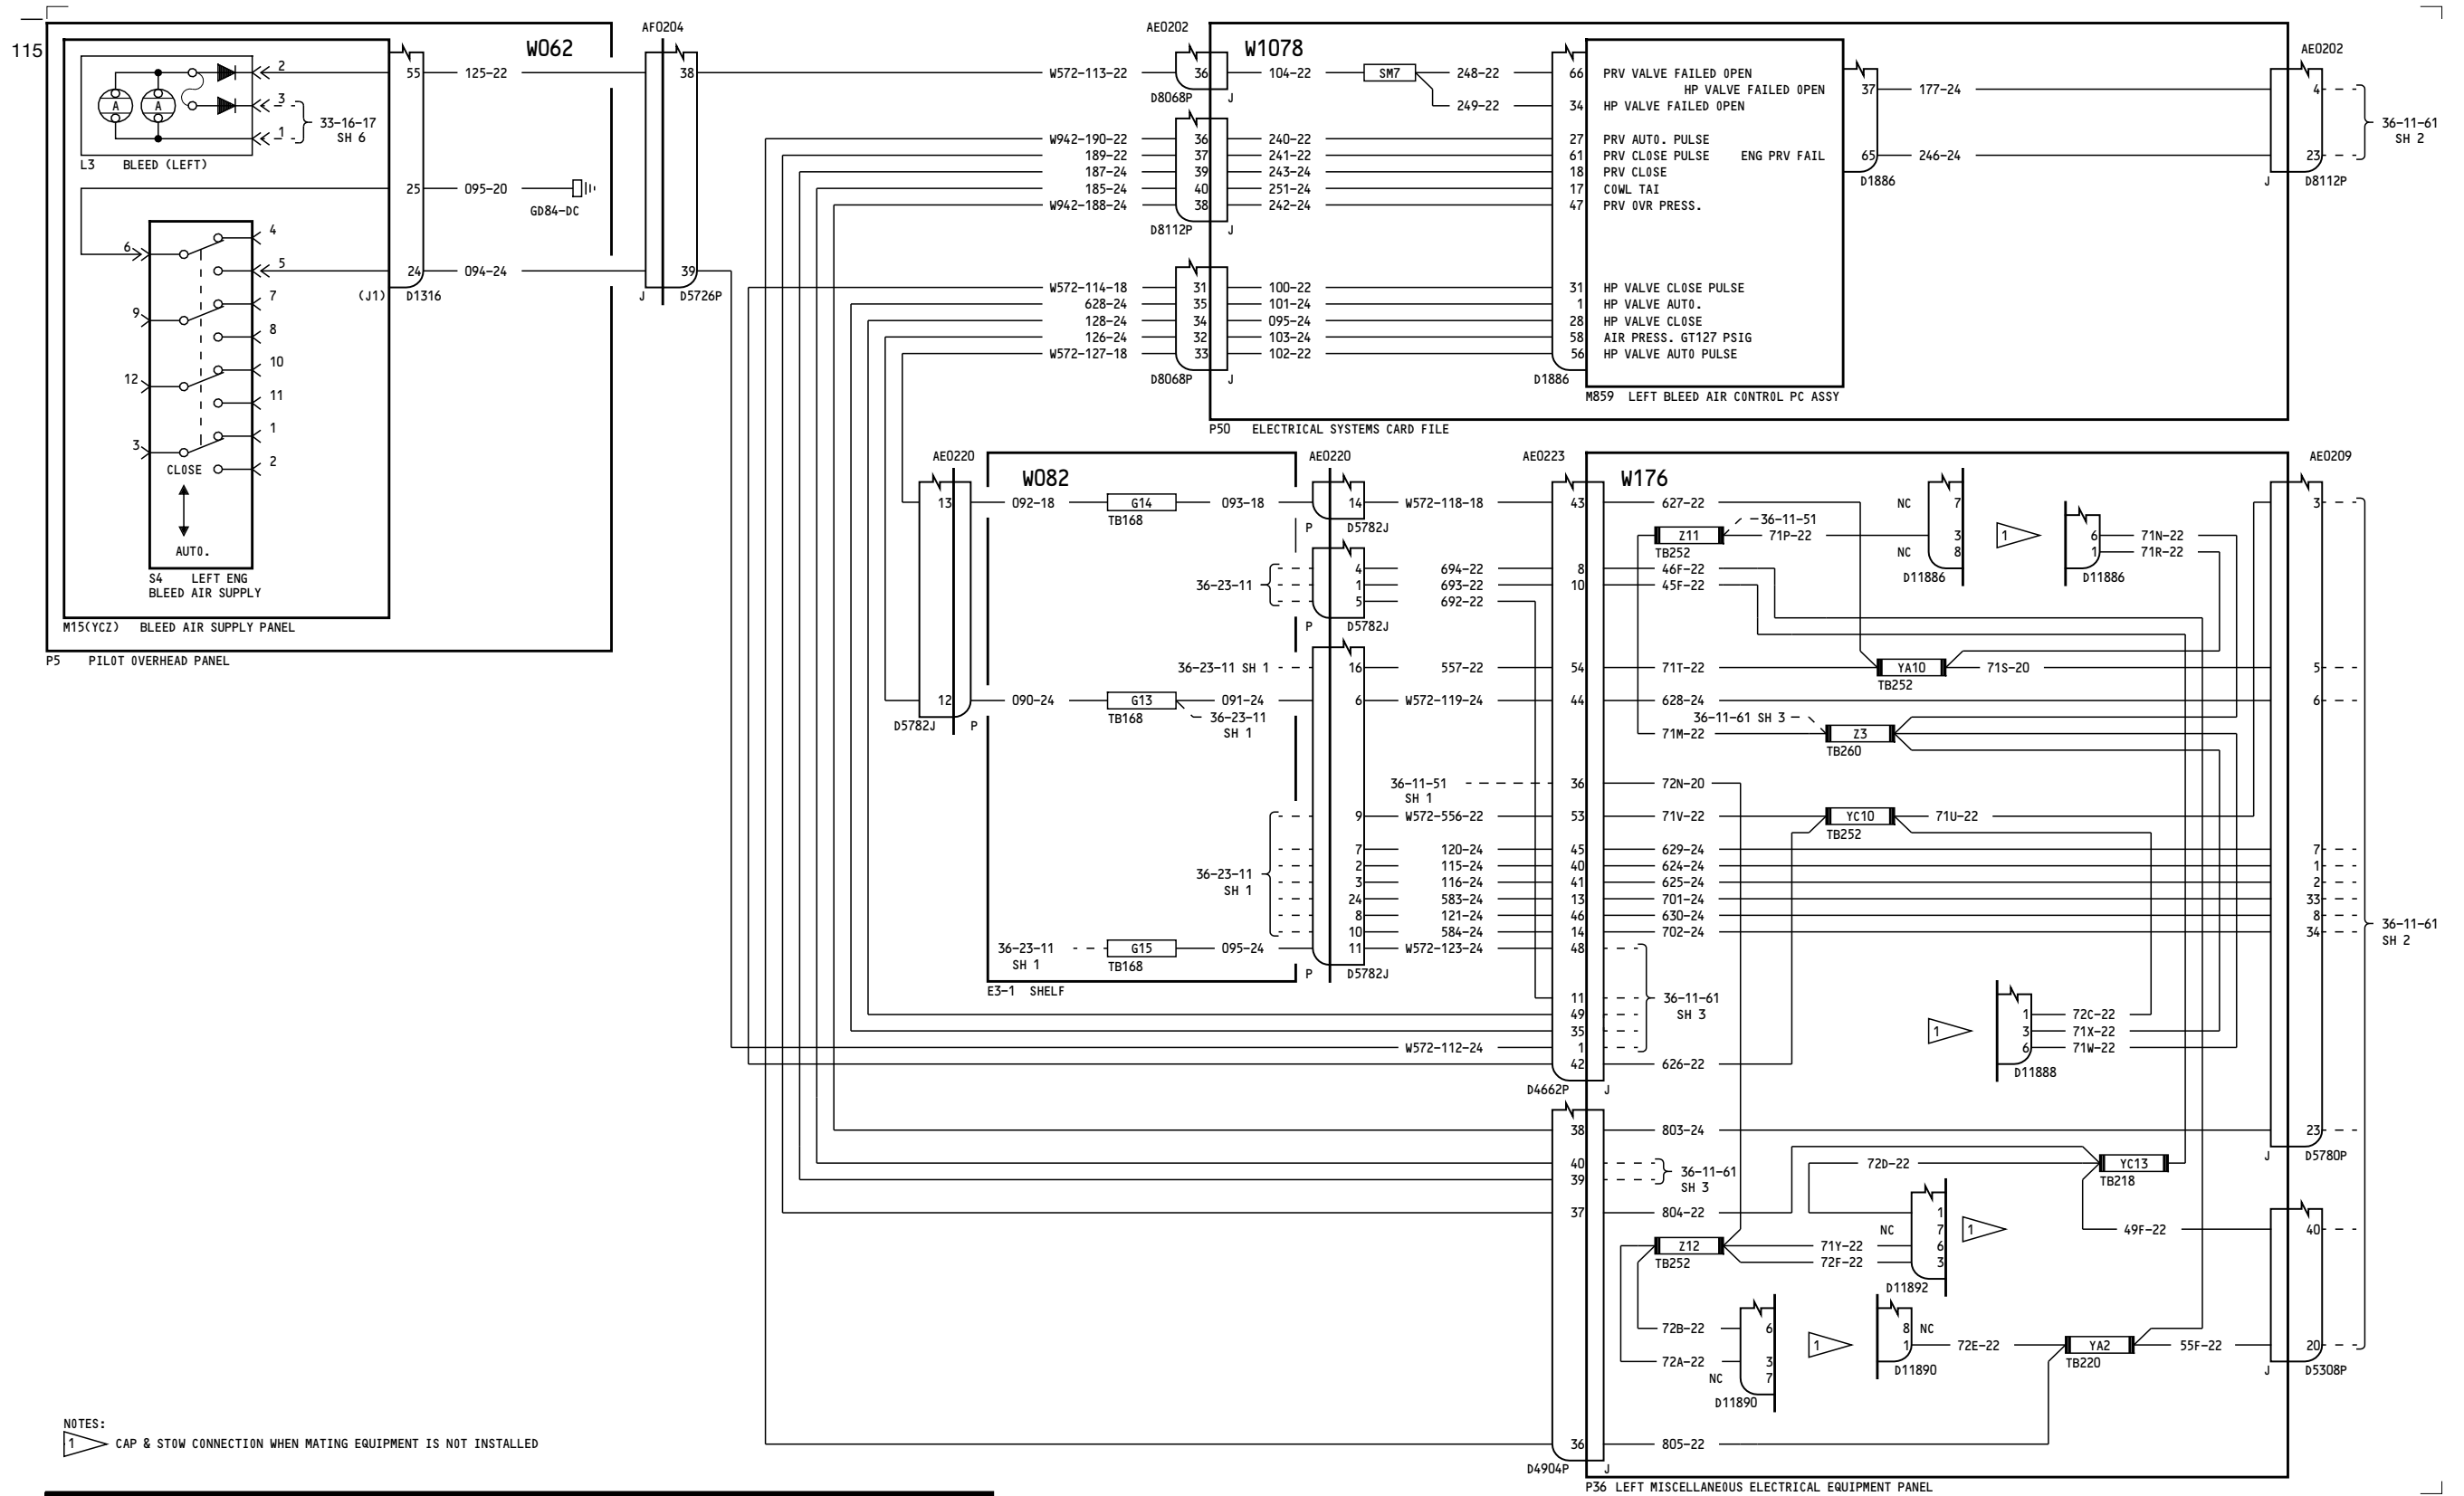 115
W062
AF0204
AE0202
W1078
AE0202
2
55
125-22
38
W572-113-22
36
104-22
SM7
248-22
66
PRV VALVE FAILED OPEN
HP VALVE FAILED OPEN
37
177-24
4
A
A
3
D8068P
J
249-22
34
HP VALVE FAILED OPEN
1
33-16-17
SH 6
36-11-61
SH 2
W942-190-22
36
240-22
27
PRV AUTO. PULSE
189-22
37
241-22
61
PRV CLOSE PULSE
ENG PRV FAIL
65
246-24
23
L3 BLEED (LEFT)
187-24
39
243-24
18
PRV CLOSE
D1886
J
D8112P
25
095-20
GD84-DC
185-24
40
251-24
17
COWL TAI
W942-188-24
38
242-24
47
PRV OVR PRESS.
D8112P
J
6
4
5
24
094-24
39
(J1)
D1316
J
D5726P
7
9
8
10
12
11
1
3
2
CLOSE
AUTO.
S4 LEFT ENG
BLEED AIR SUPPLY
M15(YCZ) BLEED AIR SUPPLY PANEL
P5 PILOT OVERHEAD PANEL
W572-114-18
31
100-22
31
HP VALVE CLOSE PULSE
628-24
35
101-24
1
HP VALVE AUTO.
128-24
34
095-24
28
HP VALVE CLOSE
126-24
32
103-24
58
AIR PRESS. GT127 PSIG
W572-127-18
33
102-22
56
HP VALVE AUTO PULSE
D8068P
J
D1886
M859 LEFT BLEED AIR CONTROL PC ASSY
P50 ELECTRICAL SYSTEMS CARD FILE
AE0220
W082
AE0220
AE0223
W176
AE0209
13
092-18
G14
TB168
093-18
14
D5782J
W572-118-18
43
627-22
NC
7
3
Z11
TB252
36-11-51
71P-22
3
NC
8
D11886
1
6
71N-22
1
71R-22
D11886
36-23-11
4
694-22
8
46F-22
1
693-22
10
45F-22
5
692-22
P
D5782J
36-23-11 SH 1
16
557-22
54
71T-22
YA10
TB252
71S-20
5
12
090-24
G13
TB168
091-24
36-23-11
SH 1
6
W572-119-24
44
628-24
6
D5782J
P
36-11-61 SH 3
71M-22
Z3
TB260
36-11-51
SH 1
36
72N-20
9
W572-556-22
53
71V-22
YC10
TB252
71U-22
36-23-11
SH 1
7
120-24
45
629-24
7
2
115-24
40
624-24
1
3
116-24
41
625-24
2
24
583-24
13
701-24
33
8
121-24
46
630-24
8
10
584-24
14
702-24
34
36-11-61
SH 2
36-23-11
SH 1
G15
TB168
095-24
11
W572-123-24
48
P
D5782J
E3-1 SHELF
11
36-11-61
SH 3
49
35
W572-112-24
1
42
626-22
D4662P
J
1
1
72C-22
3
71X-22
6
71W-22
D11888
38
803-24
23
J
D5780P
40
39
36-11-61
SH 3
72D-22
YC13
TB218
37
804-22
1
NC
7
1
49F-22
40
Z12
TB252
71Y-22
6
72F-22
3
D11892
72B-22
6
72A-22
3
NC
7
D11890
1
8
NC
1
D11890
72E-22
YA2
TB220
55F-22
20
J
D5308P
36
805-22
D4904P
J
P36 LEFT MISCELLANEOUS ELECTRICAL EQUIPMENT PANEL
NOTES:
1 CAP & STOW CONNECTION WHEN MATING EQUIPMENT IS NOT INSTALLED